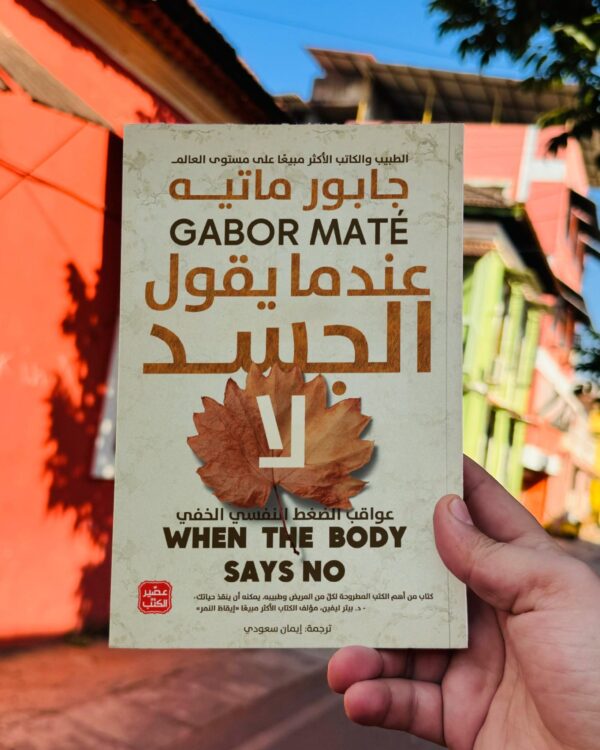 الطبيب والكاتب الأكثر مبيعًا على مستوى العالم
جابور ماتيه
GABOR MATÉ
عندما يقول
الجسد
لا
عواقب الضغط النفسي الخفي
WHEN THE BODY
SAYS NO
كتاب من أهم الكتب المطروحة لكلٍ من المريض وطبيبه، يمكنه أن ينقذ حياتك»
- د. بيتر ليفين، مؤلف الكتاب الأكثر مبيعًا «إيقاظ النمر»
ترجمة: إيمان سعودي
عصير
الكتب